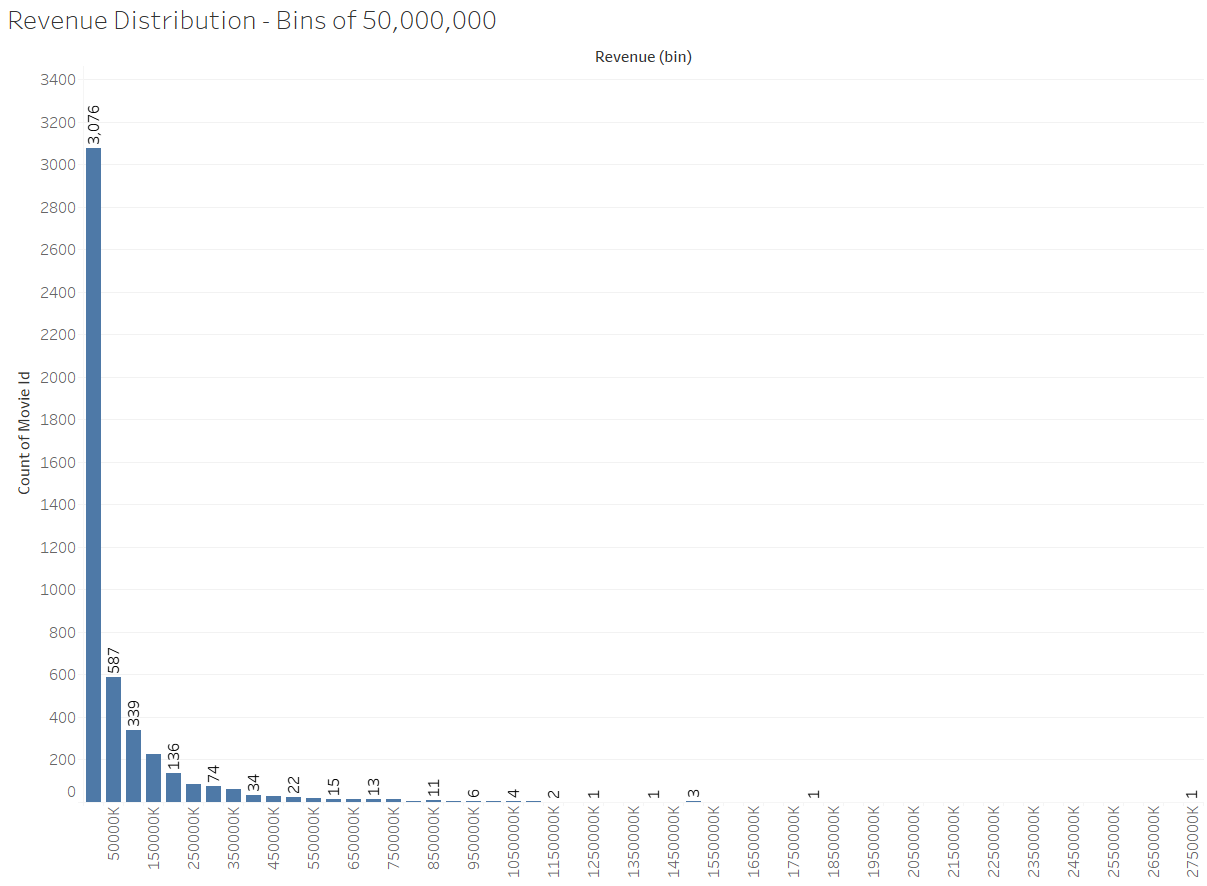 Revenue Distribution - Bins of 50,000,000
Revenue (bin)
Count of Movie Id
3400
3200
3000
2800
2600
2400
2200
2000
1800
1600
1400
1200
1000
800
600
400
200
0
3,076
587
339
136
74
34
22
15
13
11
6
4
2
1
1
3
1
1
50000K
150000K
250000K
350000K
450000K
550000K
650000K
750000K
850000K
950000K
1050000K
1150000K
1250000K
1350000K
1450000K
1550000K
1650000K
1750000K
1850000K
1950000K
2050000K
2150000K
2250000K
2350000K
2450000K
2550000K
2650000K
2750000K